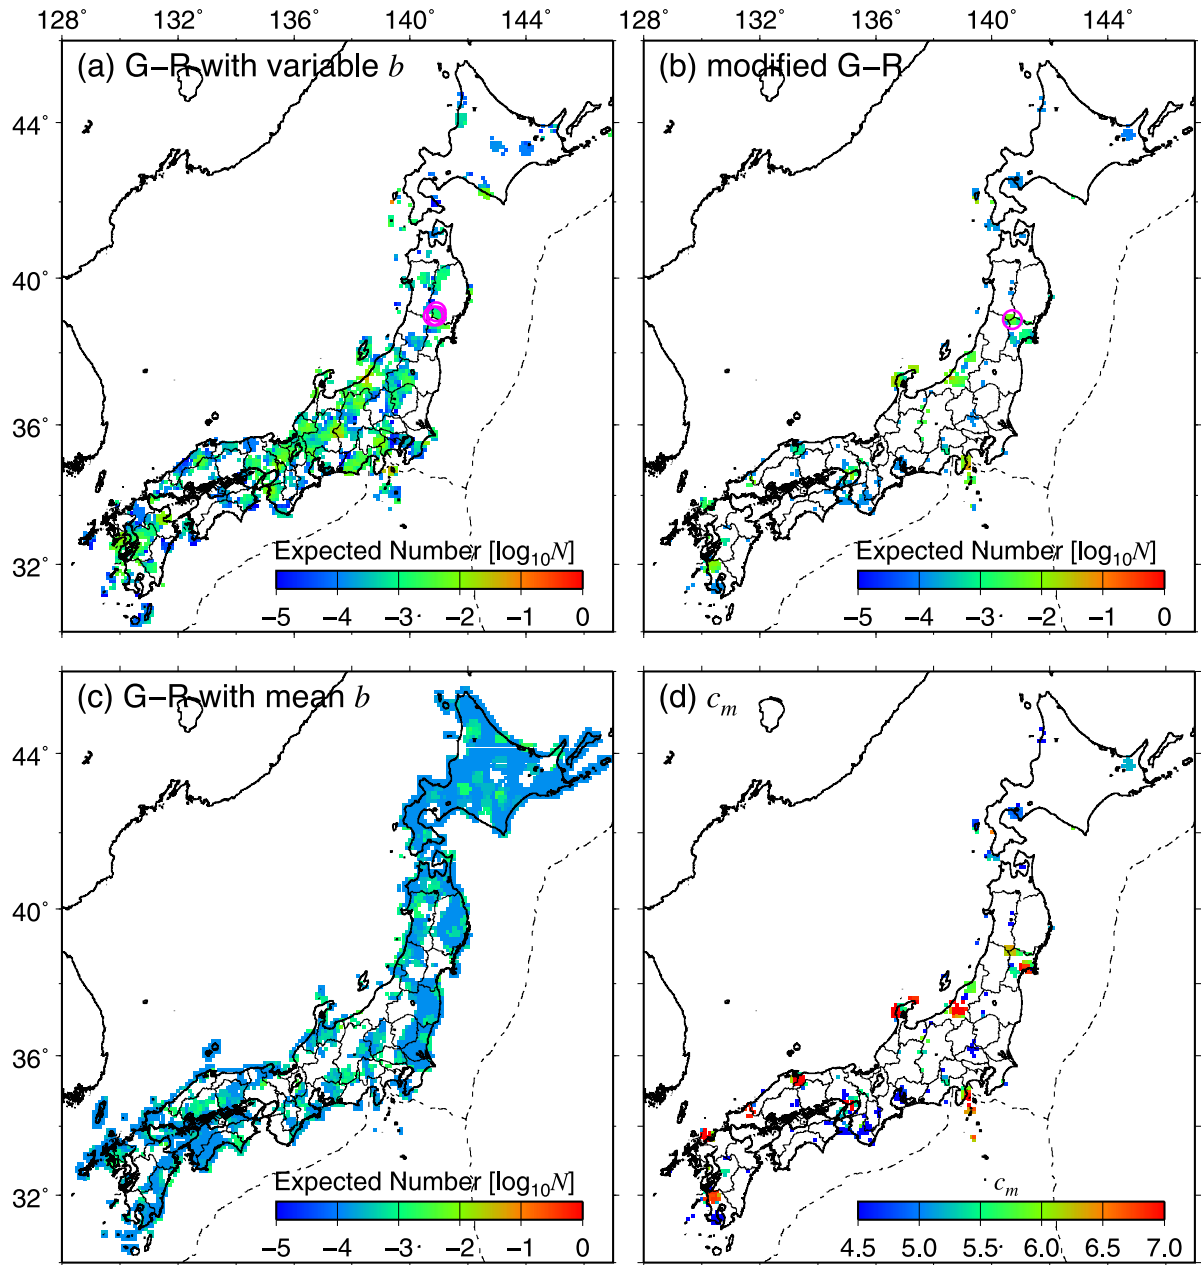 128° 132° 136° 140° 144° 128° 132° 136° 140° 144°
(a) G−R with variable b
(b) modified G−R
44°
40°
36°
32°
Expected Number [log10N]
−5 −4 −3 −2 −1 0
Expected Number [log10N]
−5 −4 −3 −2 −1 0
(c) G−R with mean b
(d) cm
44°
40°
36°
32°
Expected Number [log10N]
−5 −4 −3 −2 −1 0
cm
4.5 5.0 5.5 6.0 6.5 7.0